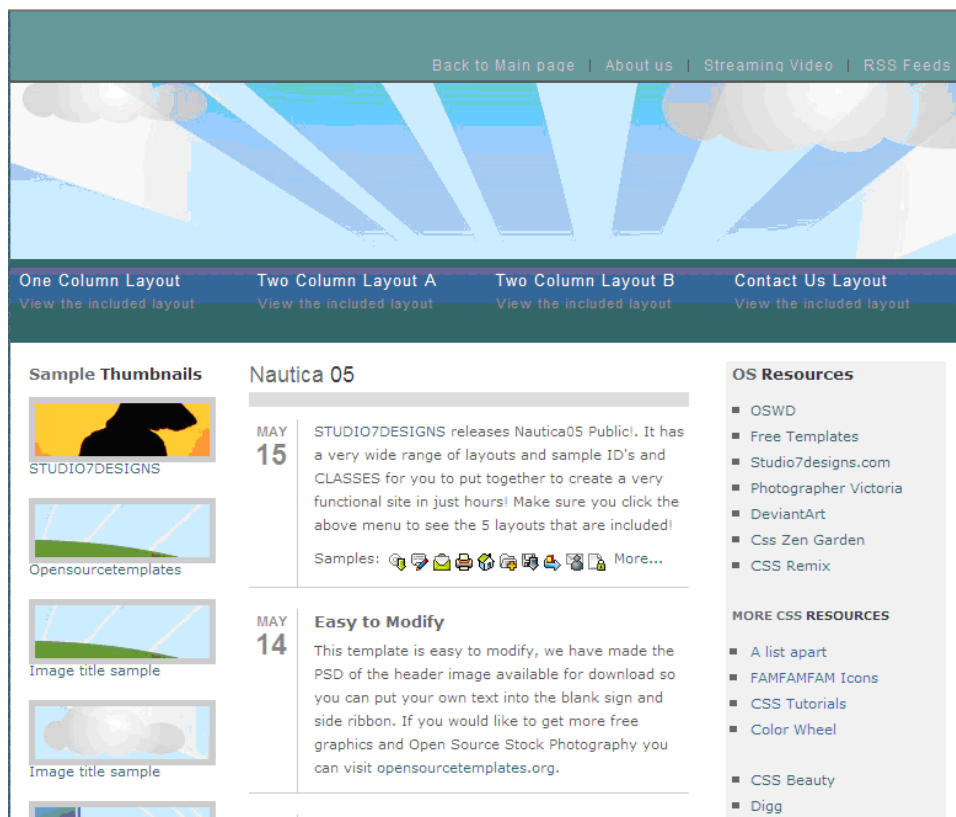 Back to Main page | About us | Streaming Video | RSS Feeds
One Column Layout
View the included layout
Two Column Layout A
View the included layout
Two Column Layout B
View the included layout
Contact Us Layout
View the included layout
Sample Thumbnails
STUDIO7DESIGNS
Opensourcetemplates
Image title sample
Image title sample
Nautica 05
MAY
15
STUDIO7DESIGNS releases Nautica05 Public!. It has
a very wide range of layouts and sample ID's and
CLASSES for you to put together to create a very
functional site in just hours! Make sure you click the
above menu to see the 5 layouts that are included!
Samples: More...
MAY
14
Easy to Modify
This template is easy to modify, we have made the
PSD of the header image available for download so
you can put your own text into the blank sign and
side ribbon. If you would like to get more free
graphics and Open Source Stock Photography you
can visit opensourcetemplates.org.
OS Resources
OSWD
Free Templates
Studio7designs.com
Photographer Victoria
DeviantArt
Css Zen Garden
CSS Remix
MORE CSS RESOURCES
A list apart
FAMFAMFAM Icons
CSS Tutorials
Color Wheel
CSS Beauty
Digg